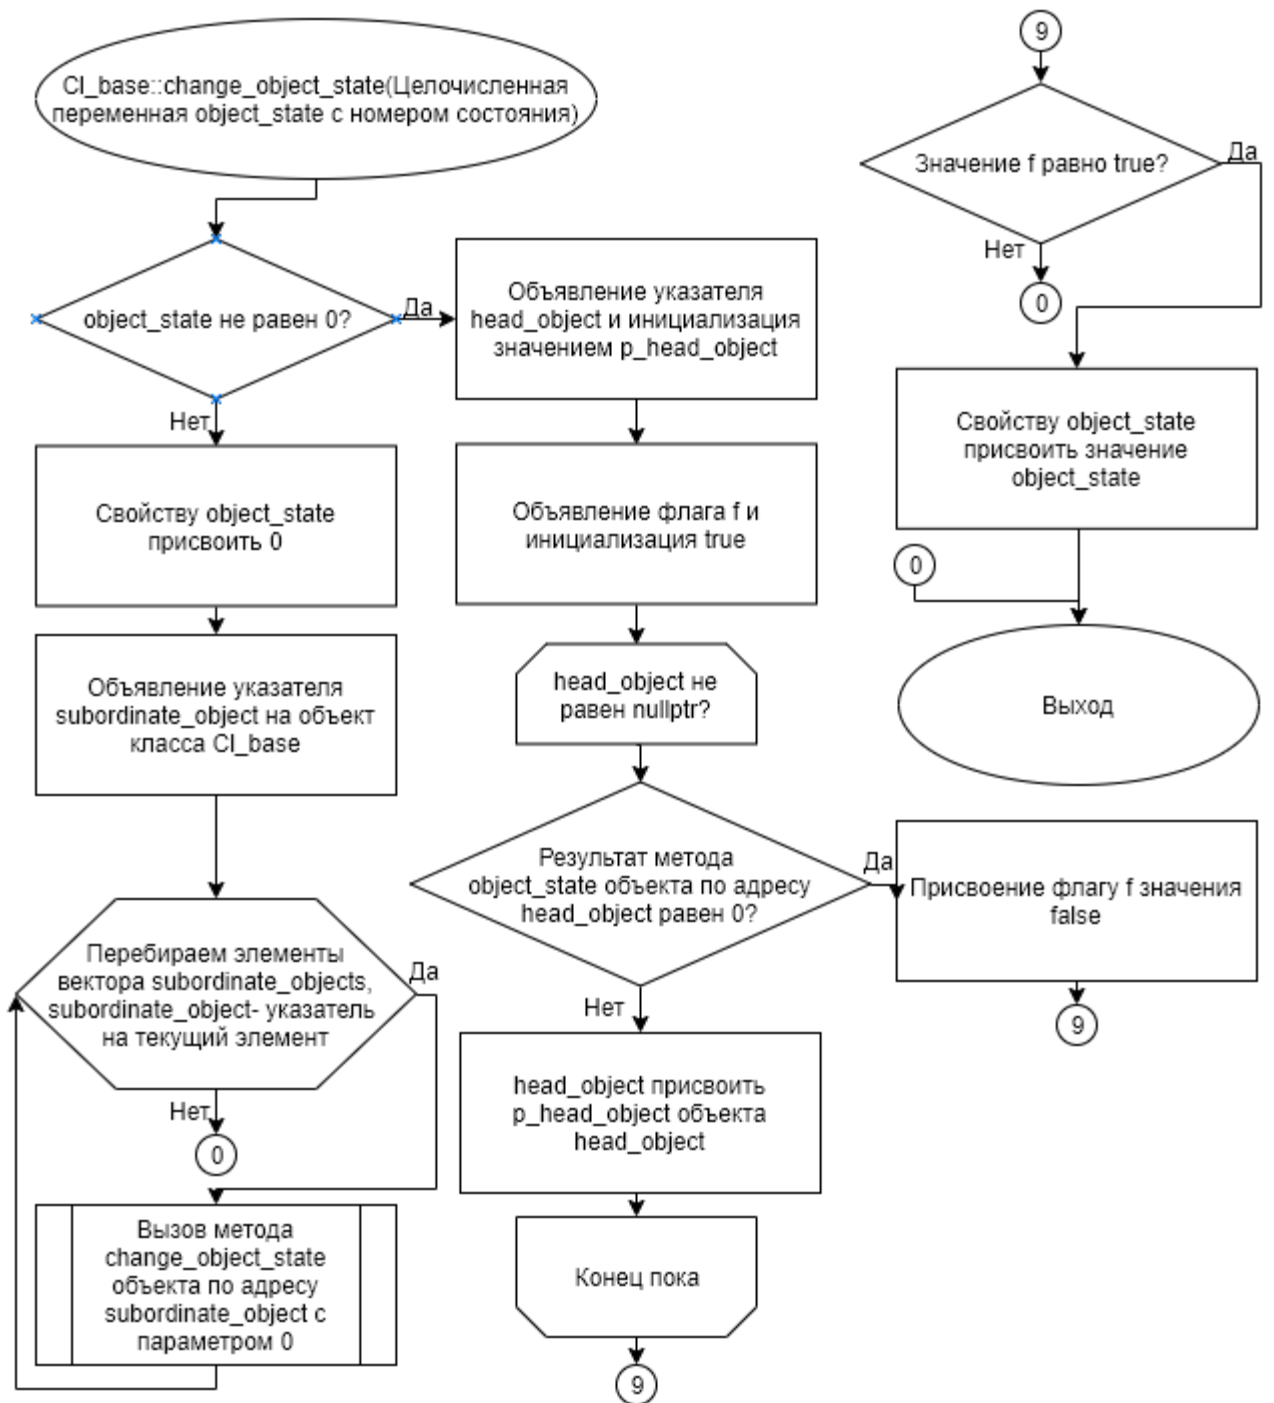 Cl_base::change_object_state(Целочисленная
переменная object_state с номером состояния)
object_state не равен 0?
Да
Нет
Свойству object_state
присвоить 0
Объявление указателя
subordinate_object на объект
класса Cl_base
Перебираем элементы
вектора subordinate_objects,
subordinate_object- указатель
на текущий элемент
Да
Нет
0
Вызов метода
change_object_state
объекта по адресу
subordinate_object с
параметром 0
Объявление указателя
head_object и инициализация
значением p_head_object
Объявление флага f и
инициализация true
head_object не
равен nullptr?
Результат метода
object_state объекта по адресу
head_object равен 0?
Да
Нет
Присвоение флагу f значения
false
9
head_object присвоить
p_head_object объекта
head_object
Конец пока
9
9
Значение f равно true?
Да
Нет
0
Свойству object_state
присвоить значение
object_state
0
Выход